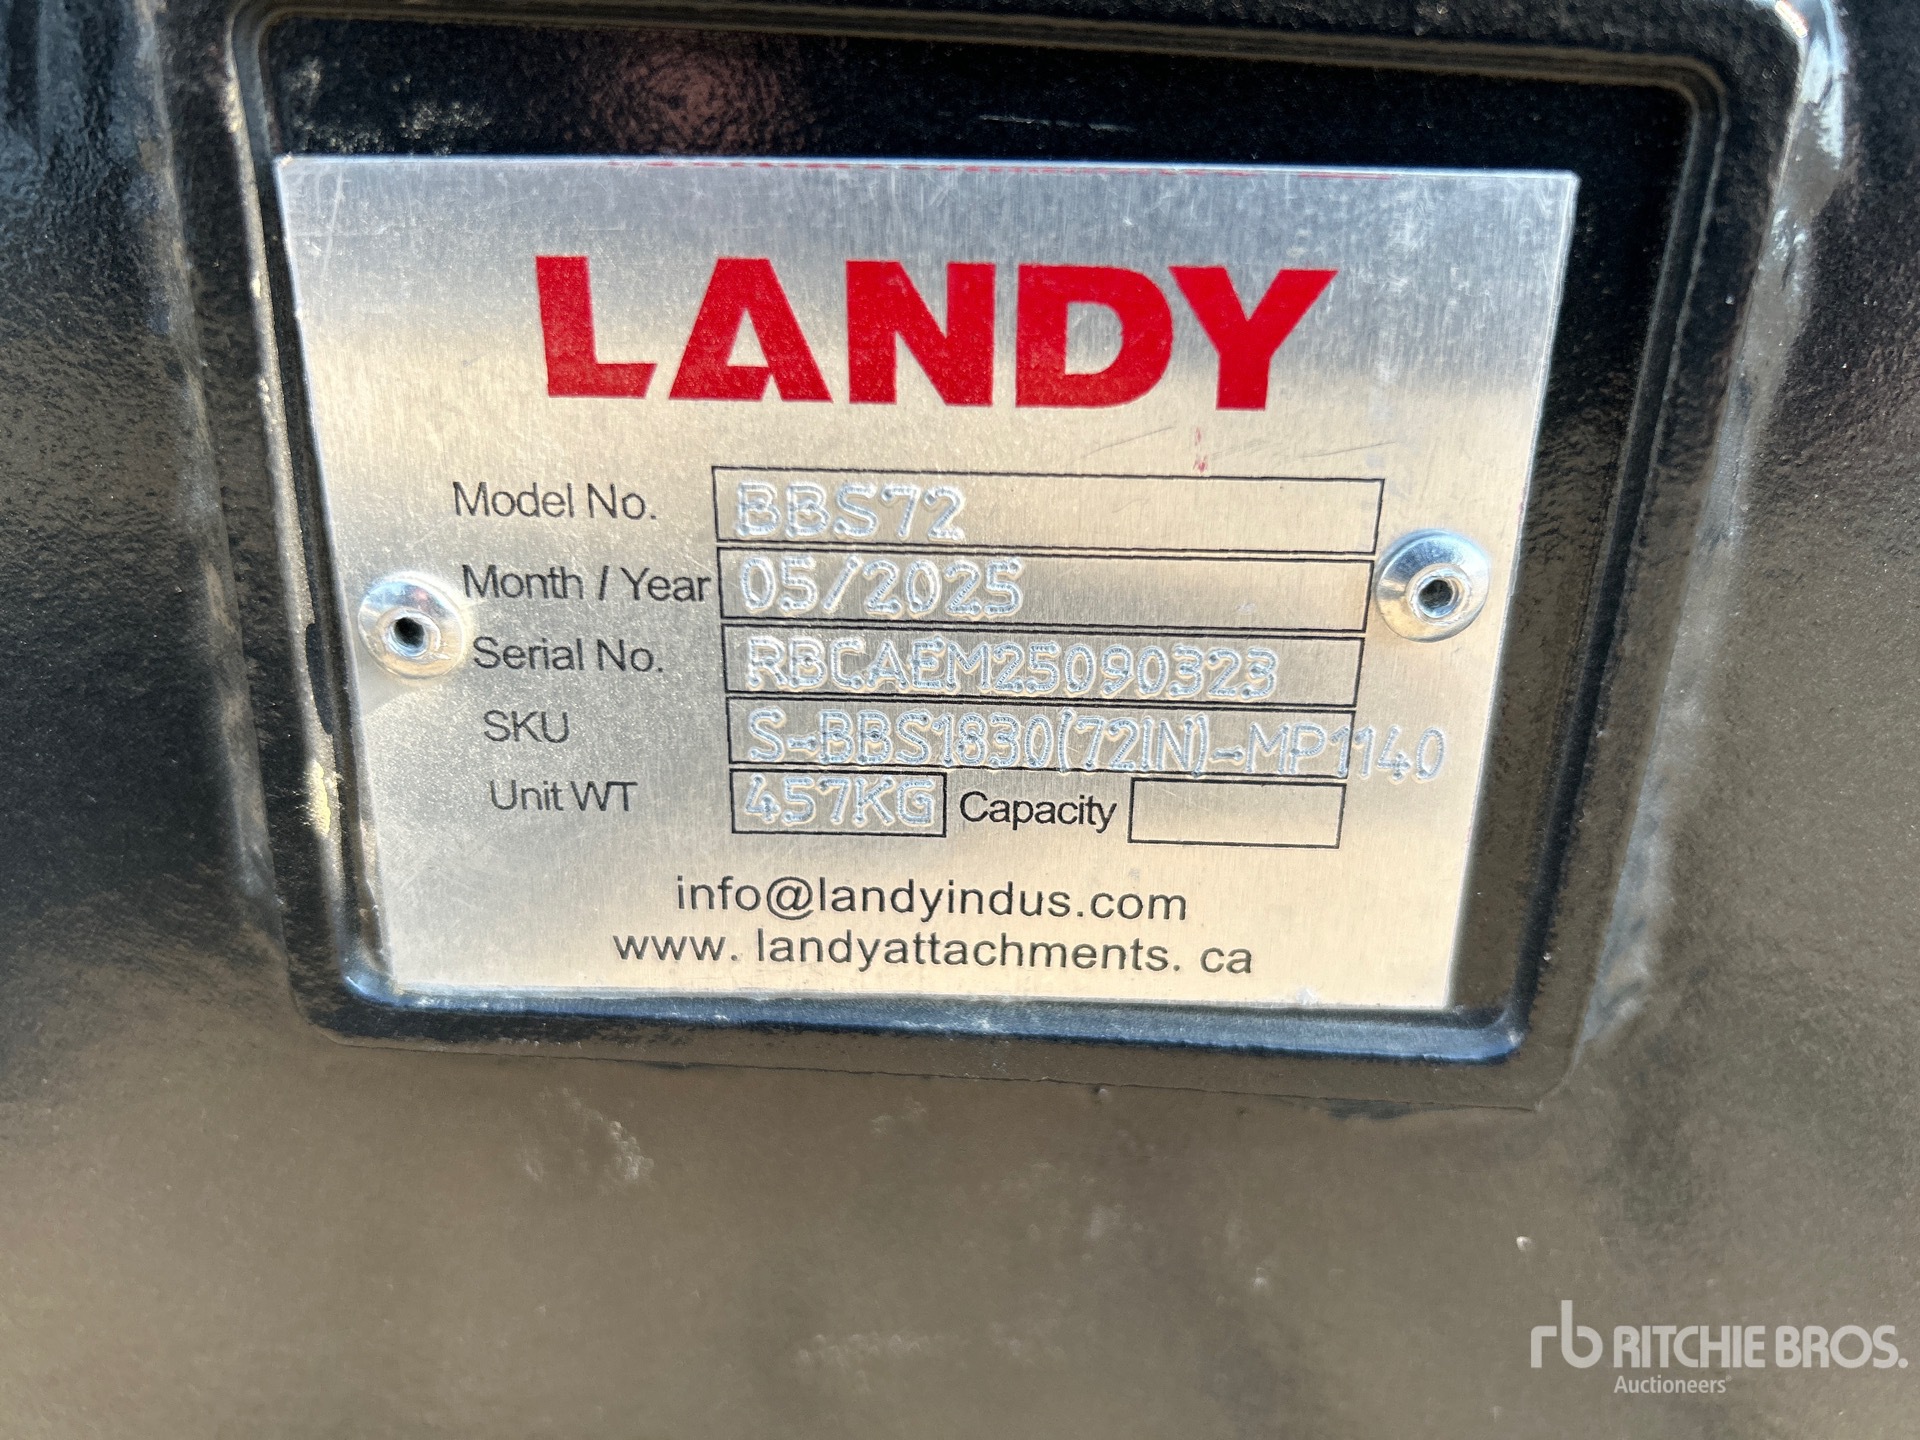 LANDY
Model No. BBS72
Month / Year 05/2025
Serial No. RBCAEM25090323
SKU S-BBS1830(72IN)-MP1140
Unit WT 457KG Capacity
info@landyindus.com
www. landyattachments. ca
rb RITCHIE BROS.
Auctioneers